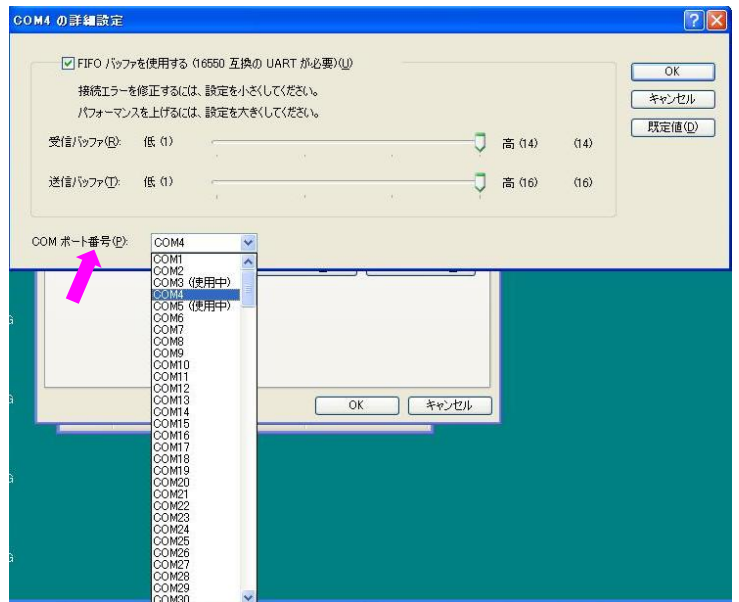 COM4 の詳細設定
FIFO バッファを使用する (16550 互換の UART が必要)(U)
接続エラーを修正するには、設定を小さくしてください。
パフォーマンスを上げるには、設定を大きくしてください。
受信バッファ(R): 低 (1) 高 (14) (14)
送信バッファ(T): 低 (1) 高 (16) (16)
OK
キャンセル
既定値(D)
COM ポート番号(P): COM4
COM1
COM2
COM3 (使用中)
COM4
COM5 (使用中)
COM6
COM7
COM8
COM9
COM10
COM11
COM12
COM13
COM14
COM15
COM16
COM17
COM18
COM19
COM20
COM21
COM22
COM23
COM24
COM25
COM26
COM27
COM28
COM29
COM30
OK キャンセル